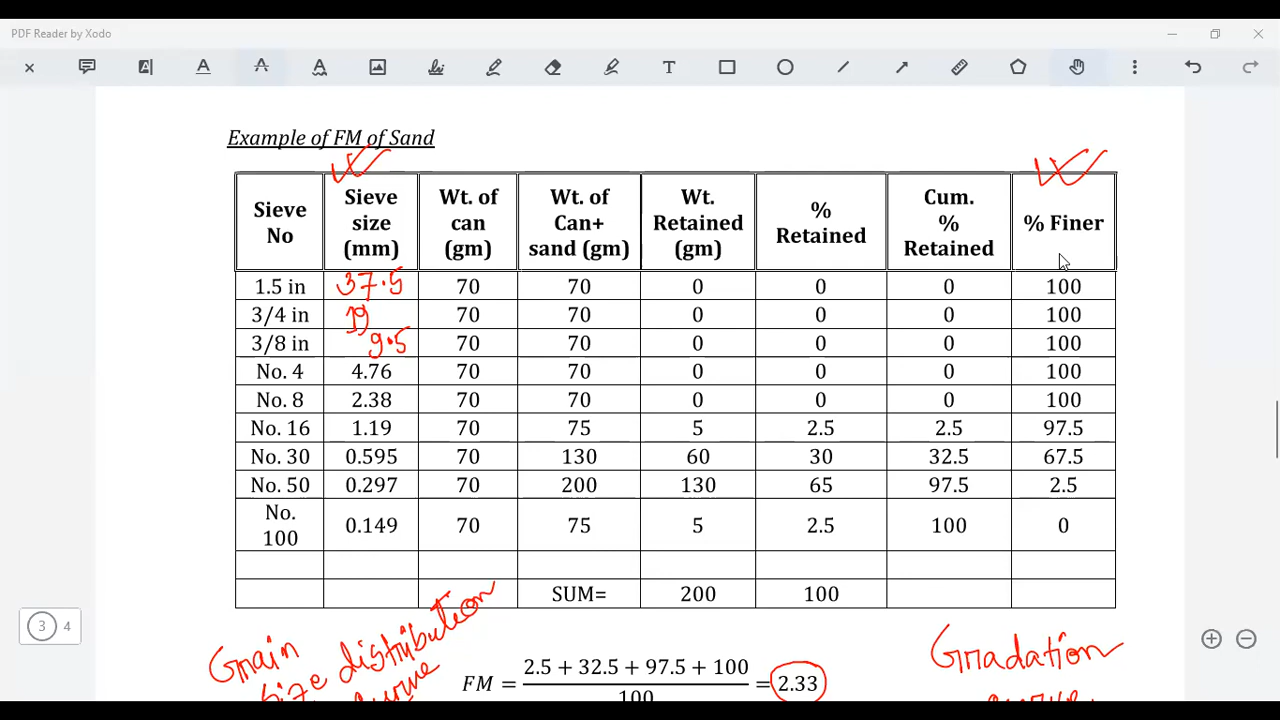 PDF Reader by Xodo
Example of FM of Sand
Sieve No | Sieve size (mm) | Wt. of can (gm) | Wt. of Can+ sand (gm) | Wt. Retained (gm) | % Retained | Cum. % Retained | % Finer
1.5 in | 37.5 | 70 | 70 | 0 | 0 | 0 | 100
3/4 in | 19 | 70 | 70 | 0 | 0 | 0 | 100
3/8 in | 9.5 | 70 | 70 | 0 | 0 | 0 | 100
No. 4 | 4.76 | 70 | 70 | 0 | 0 | 0 | 100
No. 8 | 2.38 | 70 | 70 | 0 | 0 | 0 | 100
No. 16 | 1.19 | 70 | 75 | 5 | 2.5 | 2.5 | 97.5
No. 30 | 0.595 | 70 | 130 | 60 | 30 | 32.5 | 67.5
No. 50 | 0.297 | 70 | 200 | 130 | 65 | 97.5 | 2.5
No. 100 | 0.149 | 70 | 75 | 5 | 2.5 | 100 | 0
SUM= | 200 | 100
Grain size distribution curve
FM = 2.5 + 32.5 + 97.5 + 100 / 100 = 2.33
Gradation curve
3 4